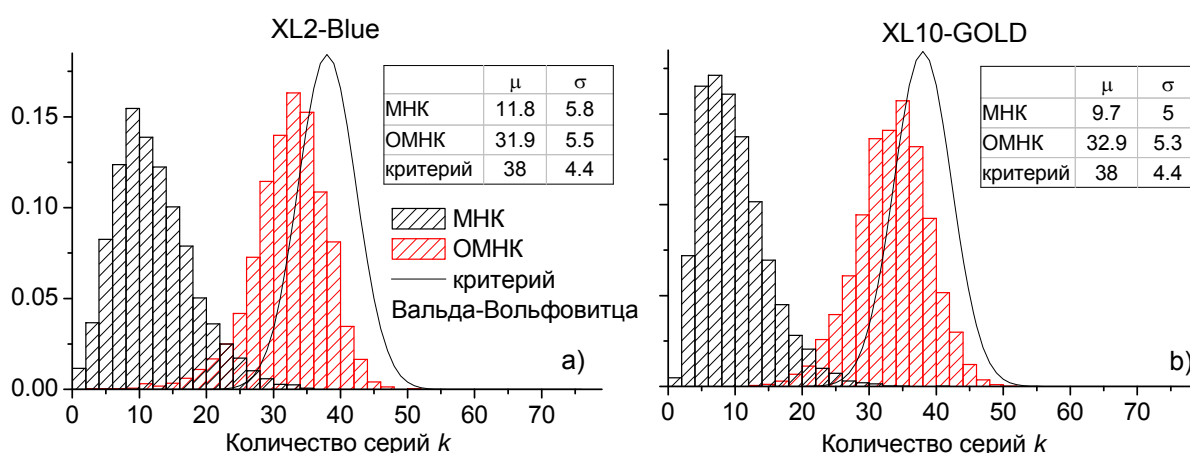 XL2-Blue
μ σ
МНК 11.8 5.8
ОМНК 31.9 5.5
критерий 38 4.4
МНК
ОМНК
критерий
Вальда-Вольфовитца
0.15
0.10
0.05
0.00
a)
0 10 20 30 40 50 60 70
Количество серий k
XL10-GOLD
μ σ
МНК 9.7 5
ОМНК 32.9 5.3
критерий 38 4.4
b)
0 10 20 30 40 50 60 70
Количество серий k